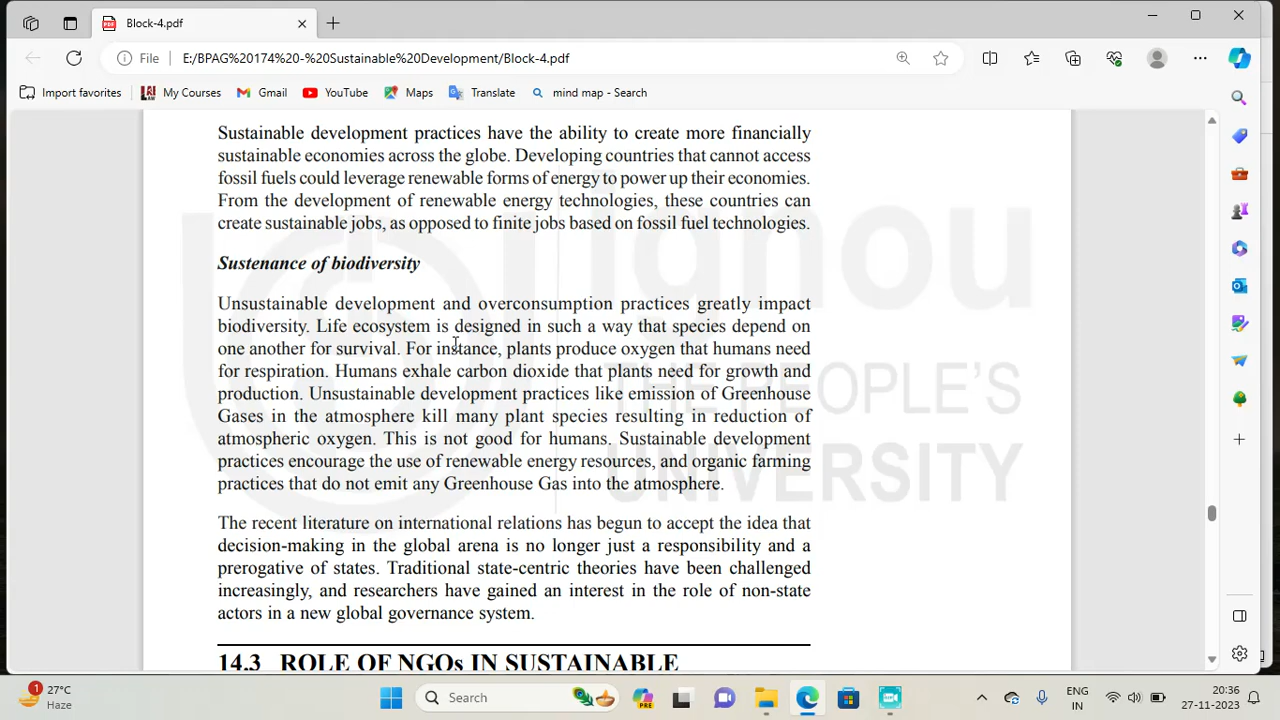 Block-4.pdf
File E:/BPAG%20174%20-%20Sustainable%20Development/Block-4.pdf
Import favorites My Courses Gmail YouTube Maps Translate mind map - Search
Sustainable development practices have the ability to create more financially
sustainable economies across the globe. Developing countries that cannot access
fossil fuels could leverage renewable forms of energy to power up their economies.
From the development of renewable energy technologies, these countries can
create sustainable jobs, as opposed to finite jobs based on fossil fuel technologies.
Sustenance of biodiversity
Unsustainable development and overconsumption practices greatly impact
biodiversity. Life ecosystem is designed in such a way that species depend on
one another for survival. For instance, plants produce oxygen that humans need
for respiration. Humans exhale carbon dioxide that plants need for growth and
production. Unsustainable development practices like emission of Greenhouse
Gases in the atmosphere kill many plant species resulting in reduction of
atmospheric oxygen. This is not good for humans. Sustainable development
practices encourage the use of renewable energy resources, and organic farming
practices that do not emit any Greenhouse Gas into the atmosphere.
The recent literature on international relations has begun to accept the idea that
decision-making in the global arena is no longer just a responsibility and a
prerogative of states. Traditional state-centric theories have been challenged
increasingly, and researchers have gained an interest in the role of non-state
actors in a new global governance system.
14.3 ROLE OF NGOs IN SUSTAINABLE
ignou
THE PEOPLE'S
UNIVERSITY
1
27°C
Haze
Search
PRE
ENG
IN
20:36
27-11-2023